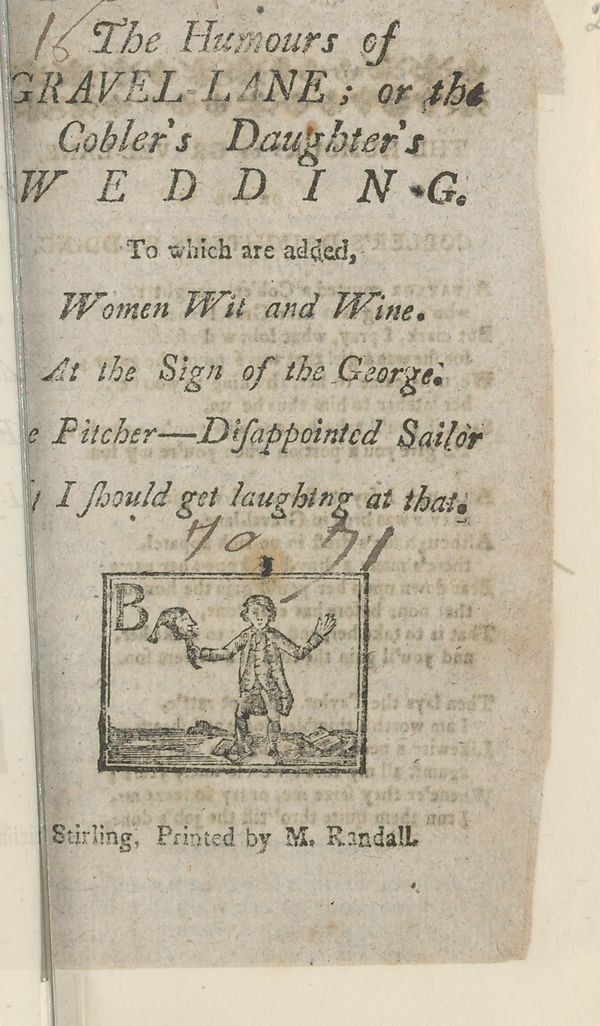 16
The Humours of
GRAVEL-LANE; or the
Cobler's Daughter's
WEDDING.
To which are added,
Women Wit and Wine.
At the Sign of the George.
e Pitcher—Diſappointed Sailor
I ſhould get laughing at that.
70 71
B
Stirling, Printed by M. Randall.